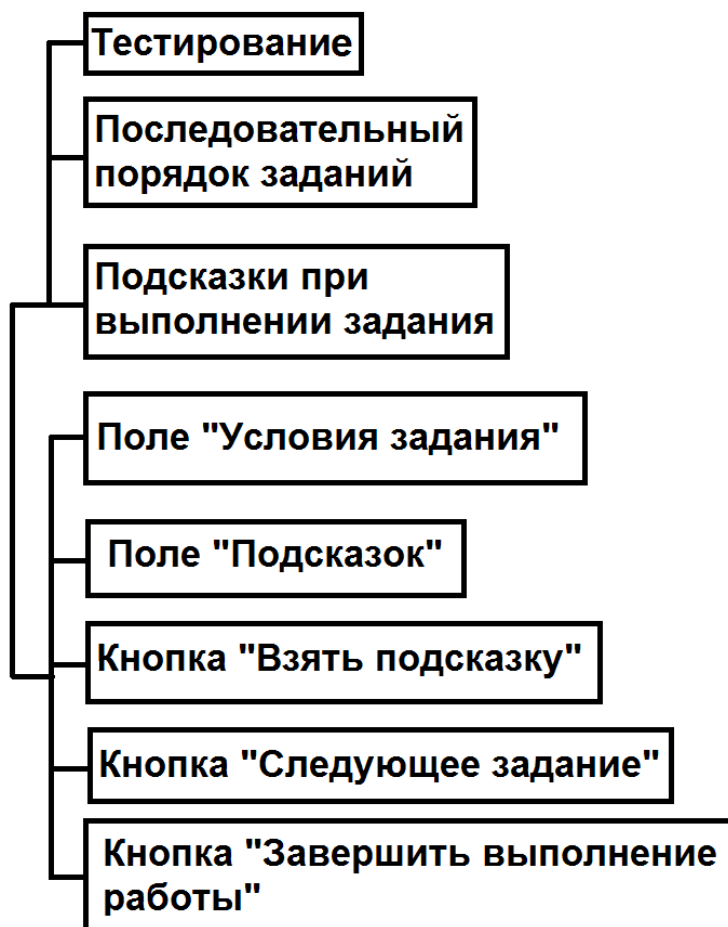 Тестирование
Последовательный
порядок заданий
Подсказки при
выполнении задания
Поле "Условия задания"
Поле "Подсказок"
Кнопка "Взять подсказку"
Кнопка "Следующее задание"
Кнопка "Завершить выполнение
работы"